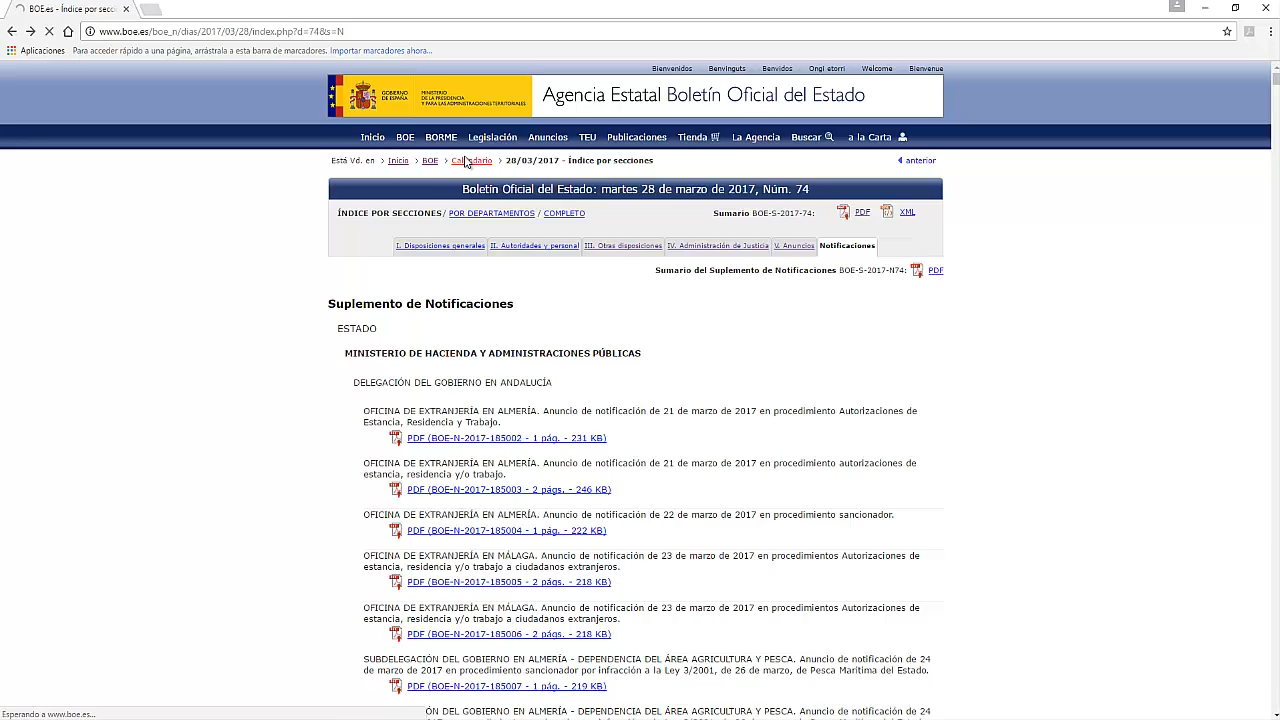 BOE.es - Índice por secci
www.boe.es/boe_n/dias/2017/03/28/index.php?d=74&s=N
Aplicaciones Para acceder rápido a una página, arrástrala a esta barra de marcadores. Importar marcadores ahora...
Bienvenidos Benvinguts Benvidos Ongi etorri Welcome Bienvenue
GOBIERNO
DE ESPAÑA
MINISTERIO
DE LA PRESIDENCIA
Y PARA LAS ADMINISTRACIONES TERRITORIALES
Agencia Estatal Boletín Oficial del Estado
Inicio BOE BORME Legislación Anuncios TEU Publicaciones Tienda La Agencia Buscar a la Carta
Está Vd. en > Inicio > BOE > Calendario > 28/03/2017 - Índice por secciones anterior
Boletín Oficial del Estado: martes 28 de marzo de 2017, Núm. 74
ÍNDICE POR SECCIONES / POR DEPARTAMENTOS / COMPLETO Sumario BOE-S-2017-74: PDF XML
I. Disposiciones generales II. Autoridades y personal III. Otras disposiciones IV. Administración de Justicia V. Anuncios Notificaciones
Sumario del Suplemento de Notificaciones BOE-S-2017-N74: PDF
Suplemento de Notificaciones
ESTADO
MINISTERIO DE HACIENDA Y ADMINISTRACIONES PÚBLICAS
DELEGACIÓN DEL GOBIERNO EN ANDALUCÍA
OFICINA DE EXTRANJERÍA EN ALMERÍA. Anuncio de notificación de 21 de marzo de 2017 en procedimiento Autorizaciones de
Estancia, Residencia y Trabajo.
PDF (BOE-N-2017-185002 - 1 pág. - 231 KB)
OFICINA DE EXTRANJERÍA EN ALMERÍA. Anuncio de notificación de 21 de marzo de 2017 en procedimiento autorizaciones de
estancia, residencia y/o trabajo.
PDF (BOE-N-2017-185003 - 2 págs. - 246 KB)
OFICINA DE EXTRANJERÍA EN ALMERÍA. Anuncio de notificación de 22 de marzo de 2017 en procedimiento sancionador.
PDF (BOE-N-2017-185004 - 1 pág. - 222 KB)
OFICINA DE EXTRANJERÍA EN MÁLAGA. Anuncio de notificación de 23 de marzo de 2017 en procedimientos Autorizaciones de
estancia, residencia y/o trabajo a ciudadanos extranjeros.
PDF (BOE-N-2017-185005 - 2 págs. - 218 KB)
OFICINA DE EXTRANJERÍA EN MÁLAGA. Anuncio de notificación de 23 de marzo de 2017 en procedimientos Autorizaciones de
estancia, residencia y/o trabajo a ciudadanos extranjeros.
PDF (BOE-N-2017-185006 - 2 págs. - 218 KB)
SUBDELEGACIÓN DEL GOBIERNO EN ALMERÍA - DEPENDENCIA DEL ÁREA AGRICULTURA Y PESCA. Anuncio de notificación de 24
de marzo de 2017 en procedimiento sancionador por infracción a la Ley 3/2001, de 26 de marzo, de Pesca Marítima del Estado.
PDF (BOE-N-2017-185007 - 1 pág. - 219 KB)
ÓN DEL GOBIERNO EN ALMERÍA - DEPENDENCIA DEL ÁREA AGRICULTURA Y PESCA. Anuncio de notificación de 24
Esperando a www.boe.es...